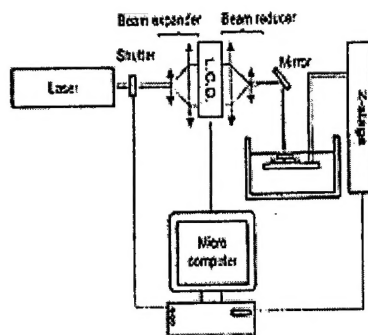 Beam expander
Beam reducer
Shutter
L.C.D.
Mirror
Laser
Z-stage
Micro
computer